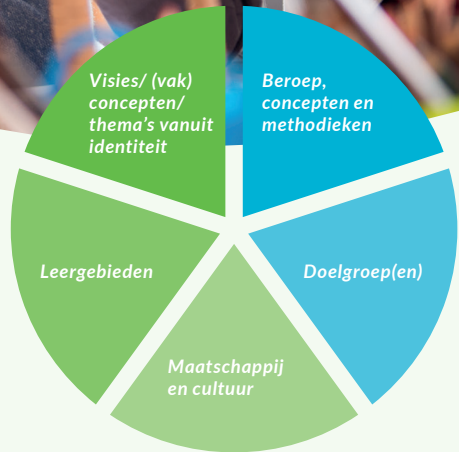 Visies/ (vak)
concepten/
thema's vanuit
identiteit
Beroep,
concepten en
methodieken
Leergebieden
Doelgroep(en)
Maatschappij
en cultuur